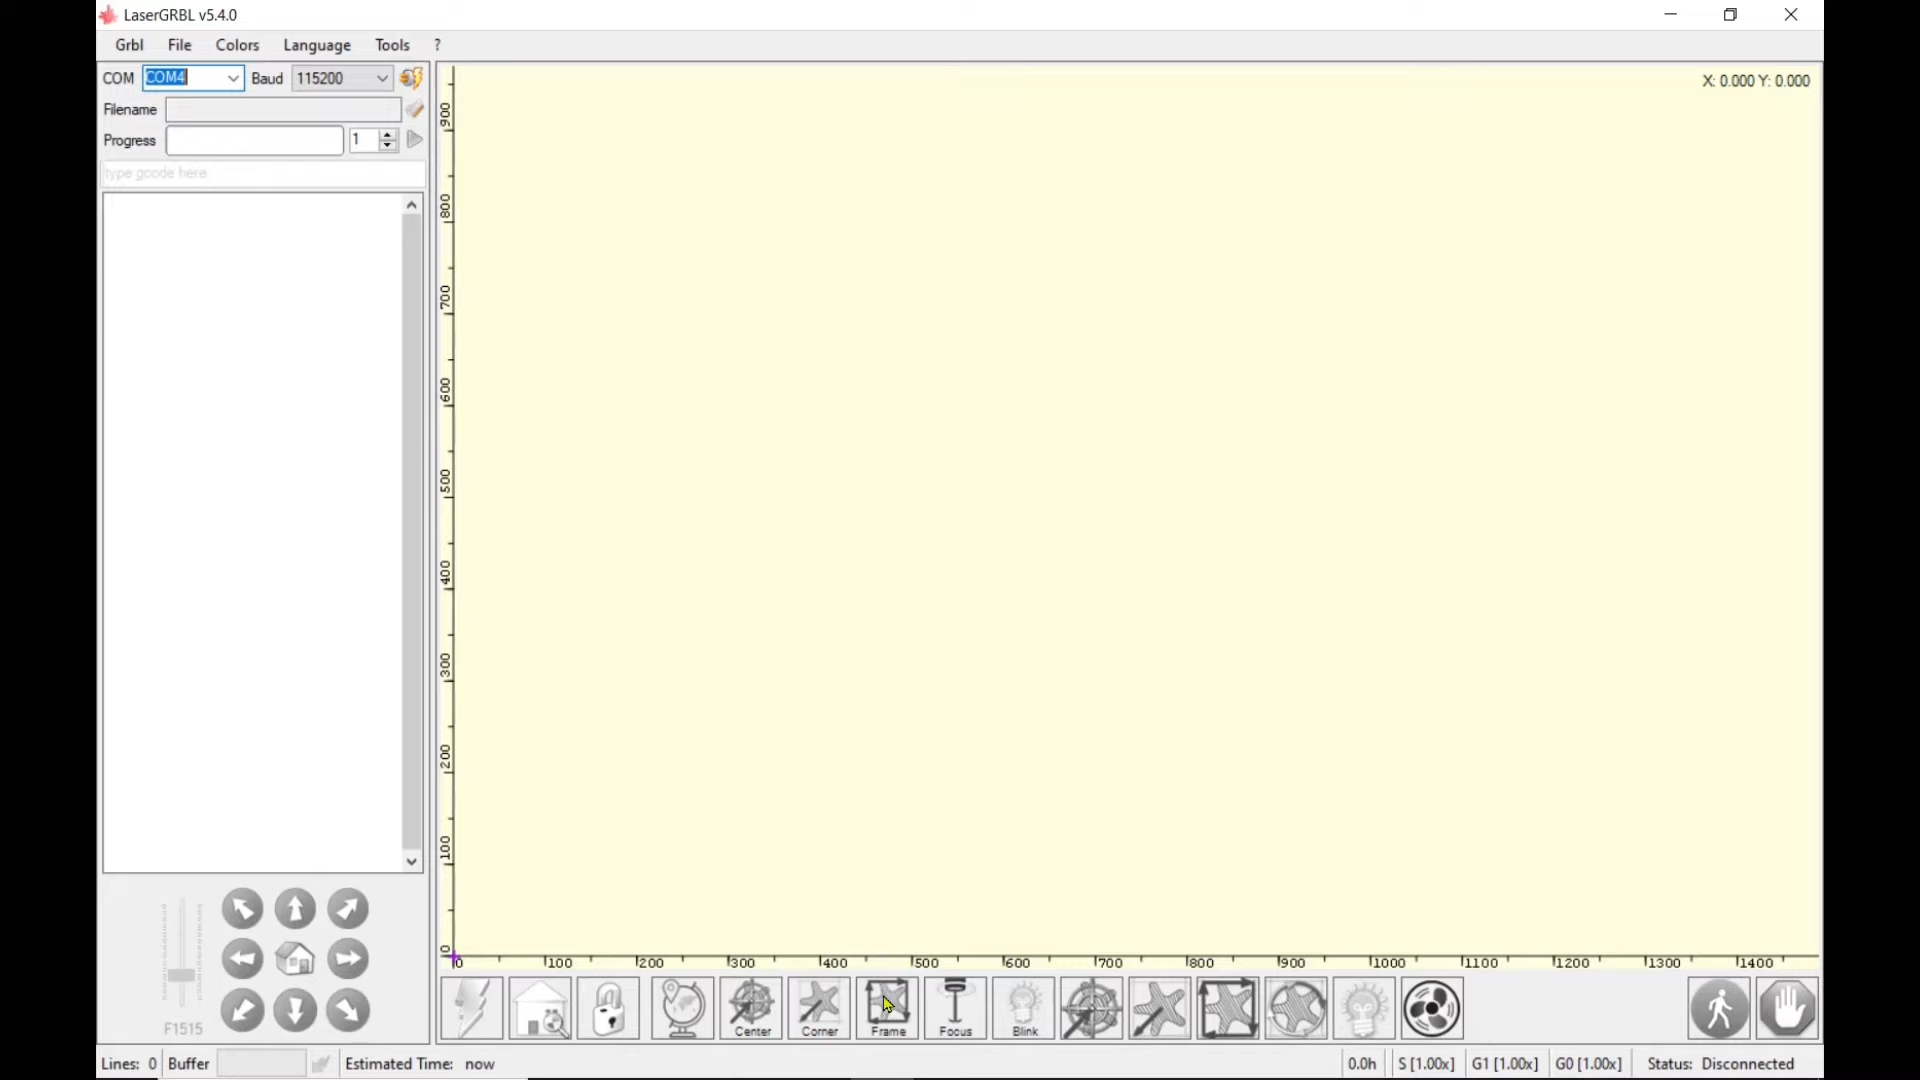 LaserGRBL v5.4.0
Grbl File Colors Language Tools ?
COM COM4 Baud 115200
X: 0.000 Y: 0.000
Filename
Progress 1
type gcode here
900
800
700
600
500
400
300
200
100
0
0 100 200 300 400 500 600 700 800 900 1000 1100 1200 1300 1400
Center Corner Frame Focus Blink
F1515
Lines: 0 Buffer Estimated Time: now 0.0h S [1.00x] G1 [1.00x] G0 [1.00x] Status: Disconnected